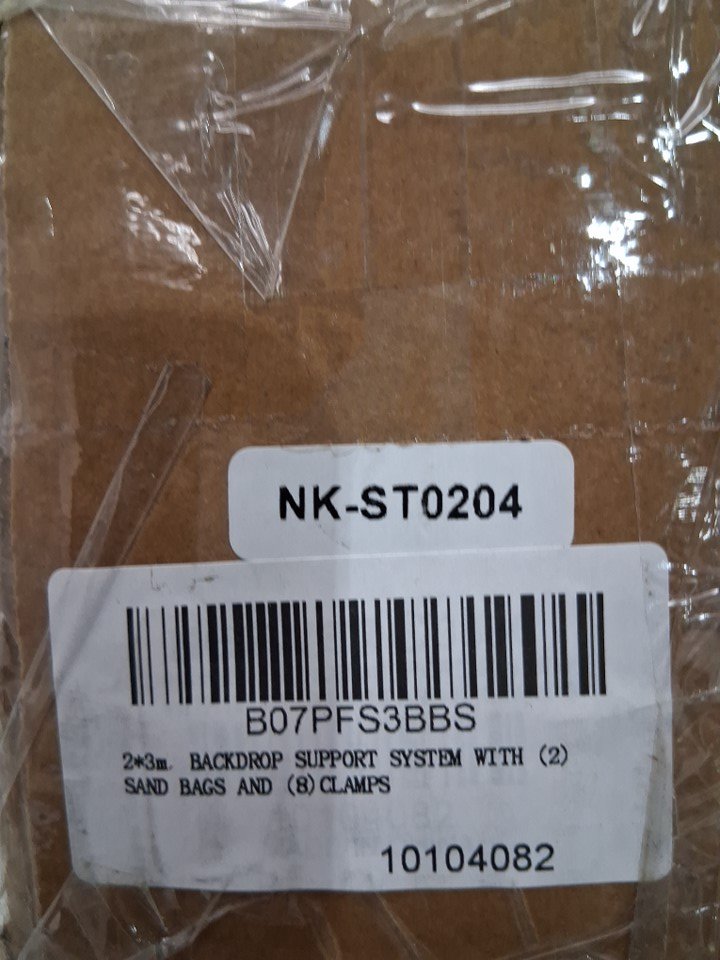 NK-ST0204
B07PFS3BBS
2*3m. BACKDROP SUPPORT SYSTEM WITH (2)
SAND BAGS AND (8)CLAMPS
10104082